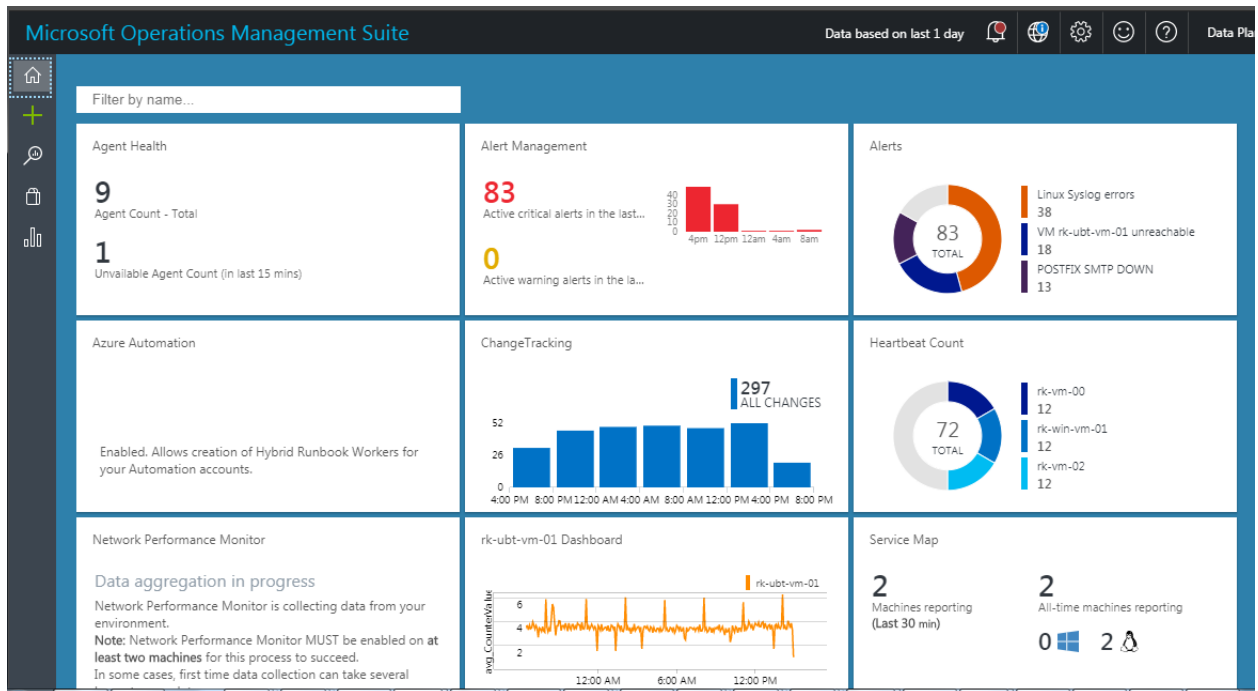 Microsoft Operations Management Suite
Data based on last 1 day
Data Pla
Filter by name...
Agent Health
9
Agent Count - Total
1
Unvailable Agent Count (in last 15 mins)
Alert Management
83
Active critical alerts in the last...
0
Active warning alerts in the la...
40
30
20
10
0
4pm 12pm 12am 4am 8am
Alerts
83
TOTAL
Linux Syslog errors
38
VM rk-ubt-vm-01 unreachable
18
POSTFIX SMTP DOWN
13
Azure Automation
Enabled. Allows creation of Hybrid Runbook Workers for
your Automation accounts.
ChangeTracking
297
ALL CHANGES
52
26
0
4:00 PM 8:00 PM 12:00 AM 4:00 AM 8:00 AM 12:00 PM 4:00 PM 8:00 PM
Heartbeat Count
72
TOTAL
rk-vm-00
12
rk-win-vm-01
12
rk-vm-02
12
Network Performance Monitor
Data aggregation in progress
Network Performance Monitor is collecting data from your
environment.
Note: Network Performance Monitor MUST be enabled on at
least two machines for this process to succeed.
In some cases, first time data collection can take several
rk-ubt-vm-01 Dashboard
rk-ubt-vm-01
avg_CounterValue
6
4
2
12:00 AM 6:00 AM 12:00 PM
Service Map
2
Machines reporting
(Last 30 min)
2
All-time machines reporting
0 2